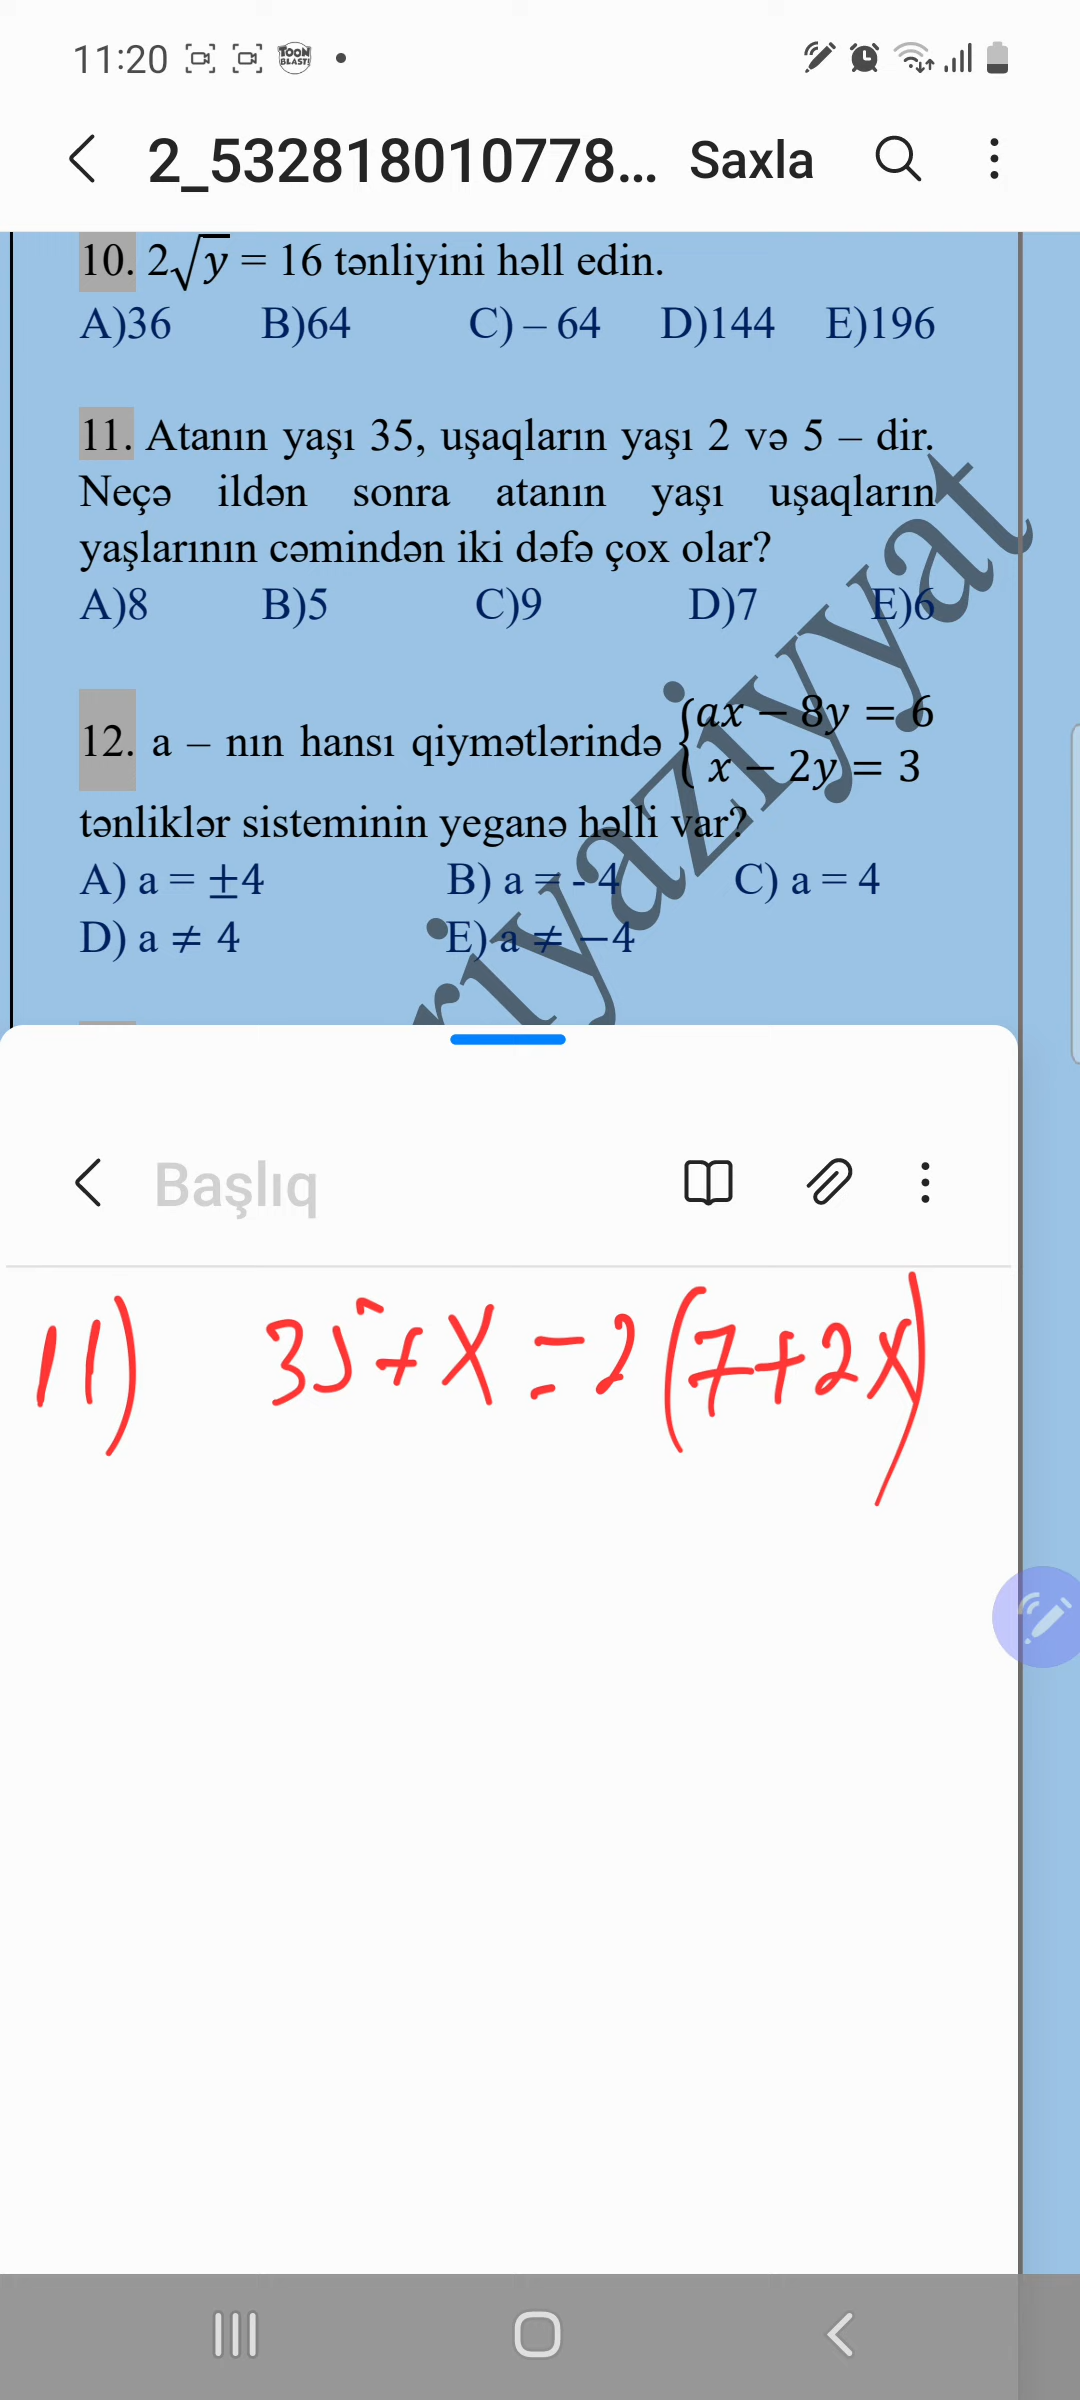 11:20 TOON BLAST!
2_532818010778... Saxla
10. 2√y = 16 tənliyini həll edin.
A)36 B)64 C) – 64 D)144 E)196
11. Atanın yaşı 35, uşaqların yaşı 2 və 5 – dir.
Neçə ildən sonra atanın yaşı uşaqların
yaşlarının cəmindən iki dəfə çox olar?
A)8 B)5 C)9 D)7 E)6
12. a – nın hansı qiymətlərində {ax – 8y = 6
x – 2y = 3
tənliklər sisteminin yeganə həlli var?
A) a = ±4 B) a = - 4 C) a = 4
D) a ≠ 4 E) a ≠ −4
riyaziyyat
Başlıq
11) 35+x=2(7+2x)